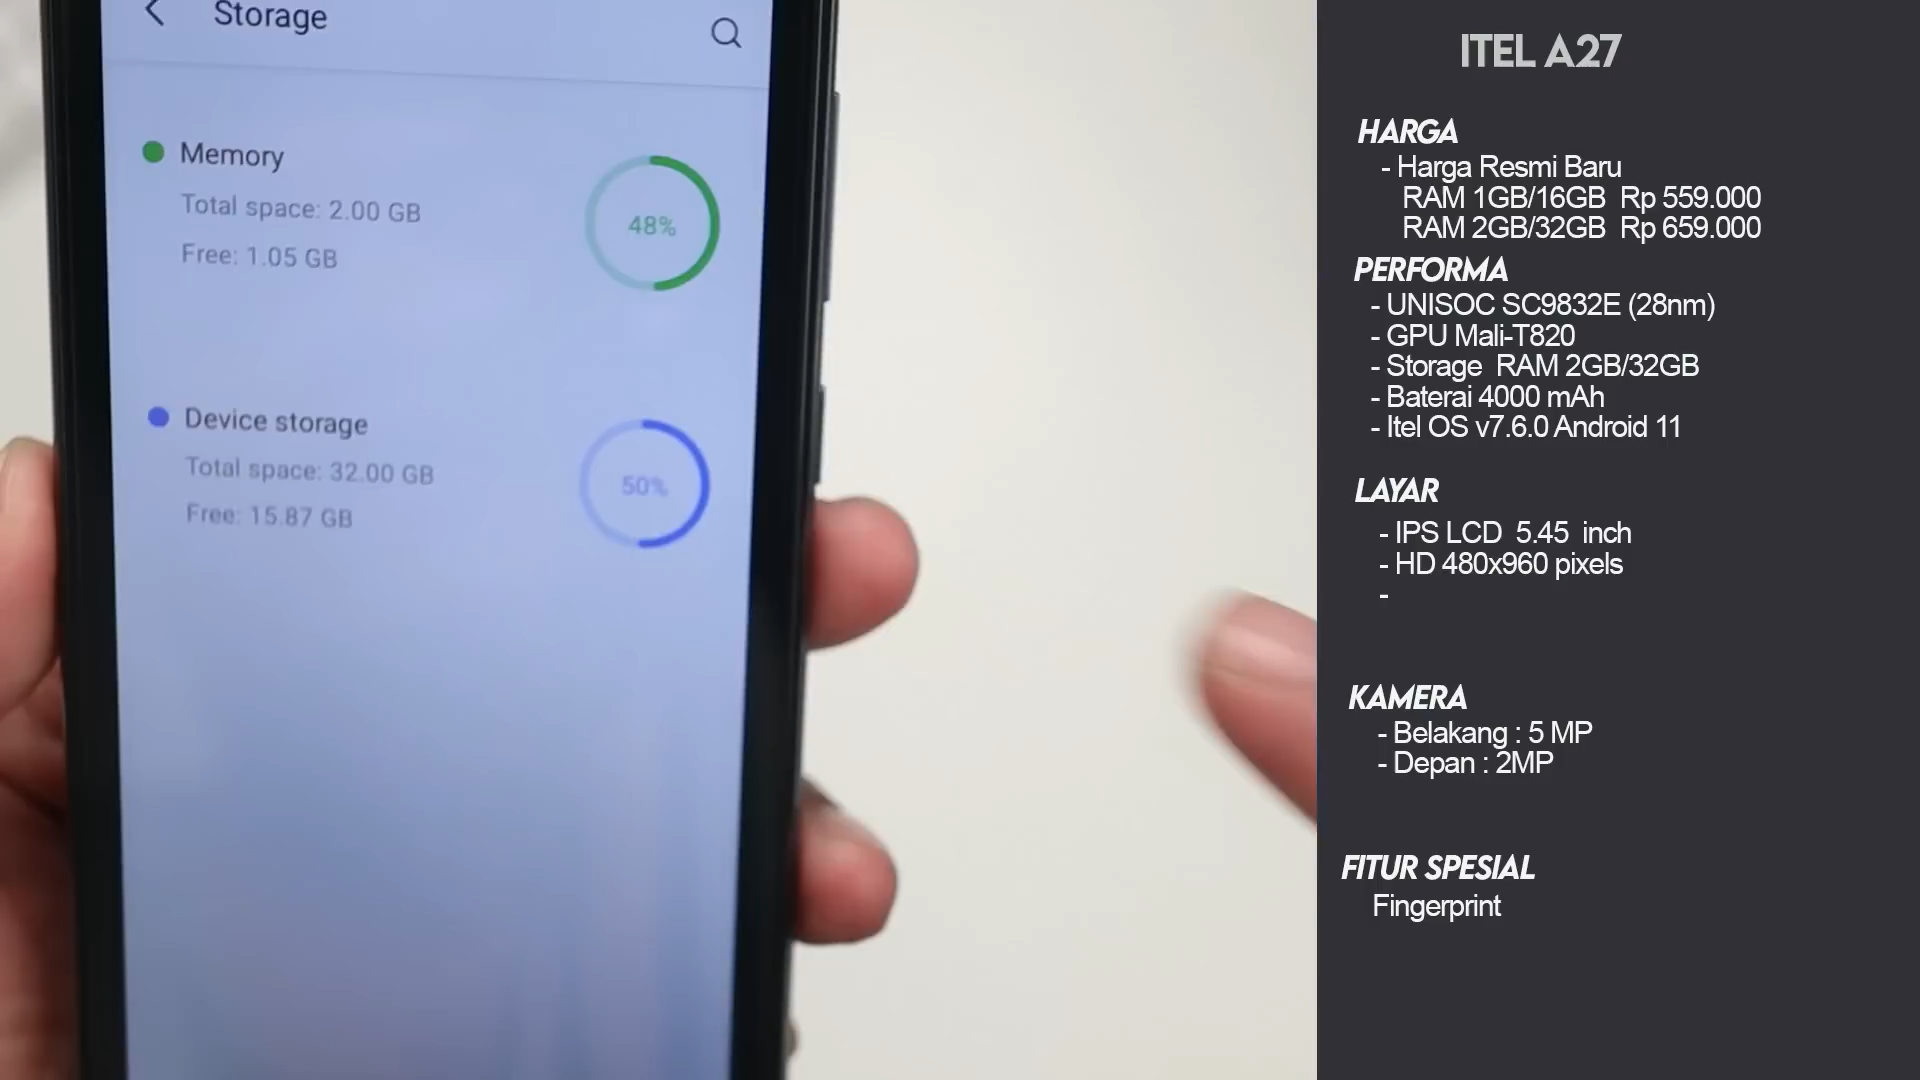 Storage
Memory
Total space: 2.00 GB
Free: 1.05 GB
48%
Device storage
Total space: 32.00 GB
Free: 15.87 GB
50%
ITEL A27
HARGA
- Harga Resmi Baru
RAM 1GB/16GB Rp 559.000
RAM 2GB/32GB Rp 659.000
PERFORMA
- UNISOC SC9832E (28nm)
- GPU Mali-T820
- Storage RAM 2GB/32GB
- Baterai 4000 mAh
- Itel OS v7.6.0 Android 11
LAYAR
- IPS LCD 5.45 inch
- HD 480x960 pixels
-
KAMERA
- Belakang : 5 MP
- Depan : 2MP
FITUR SPESIAL
Fingerprint